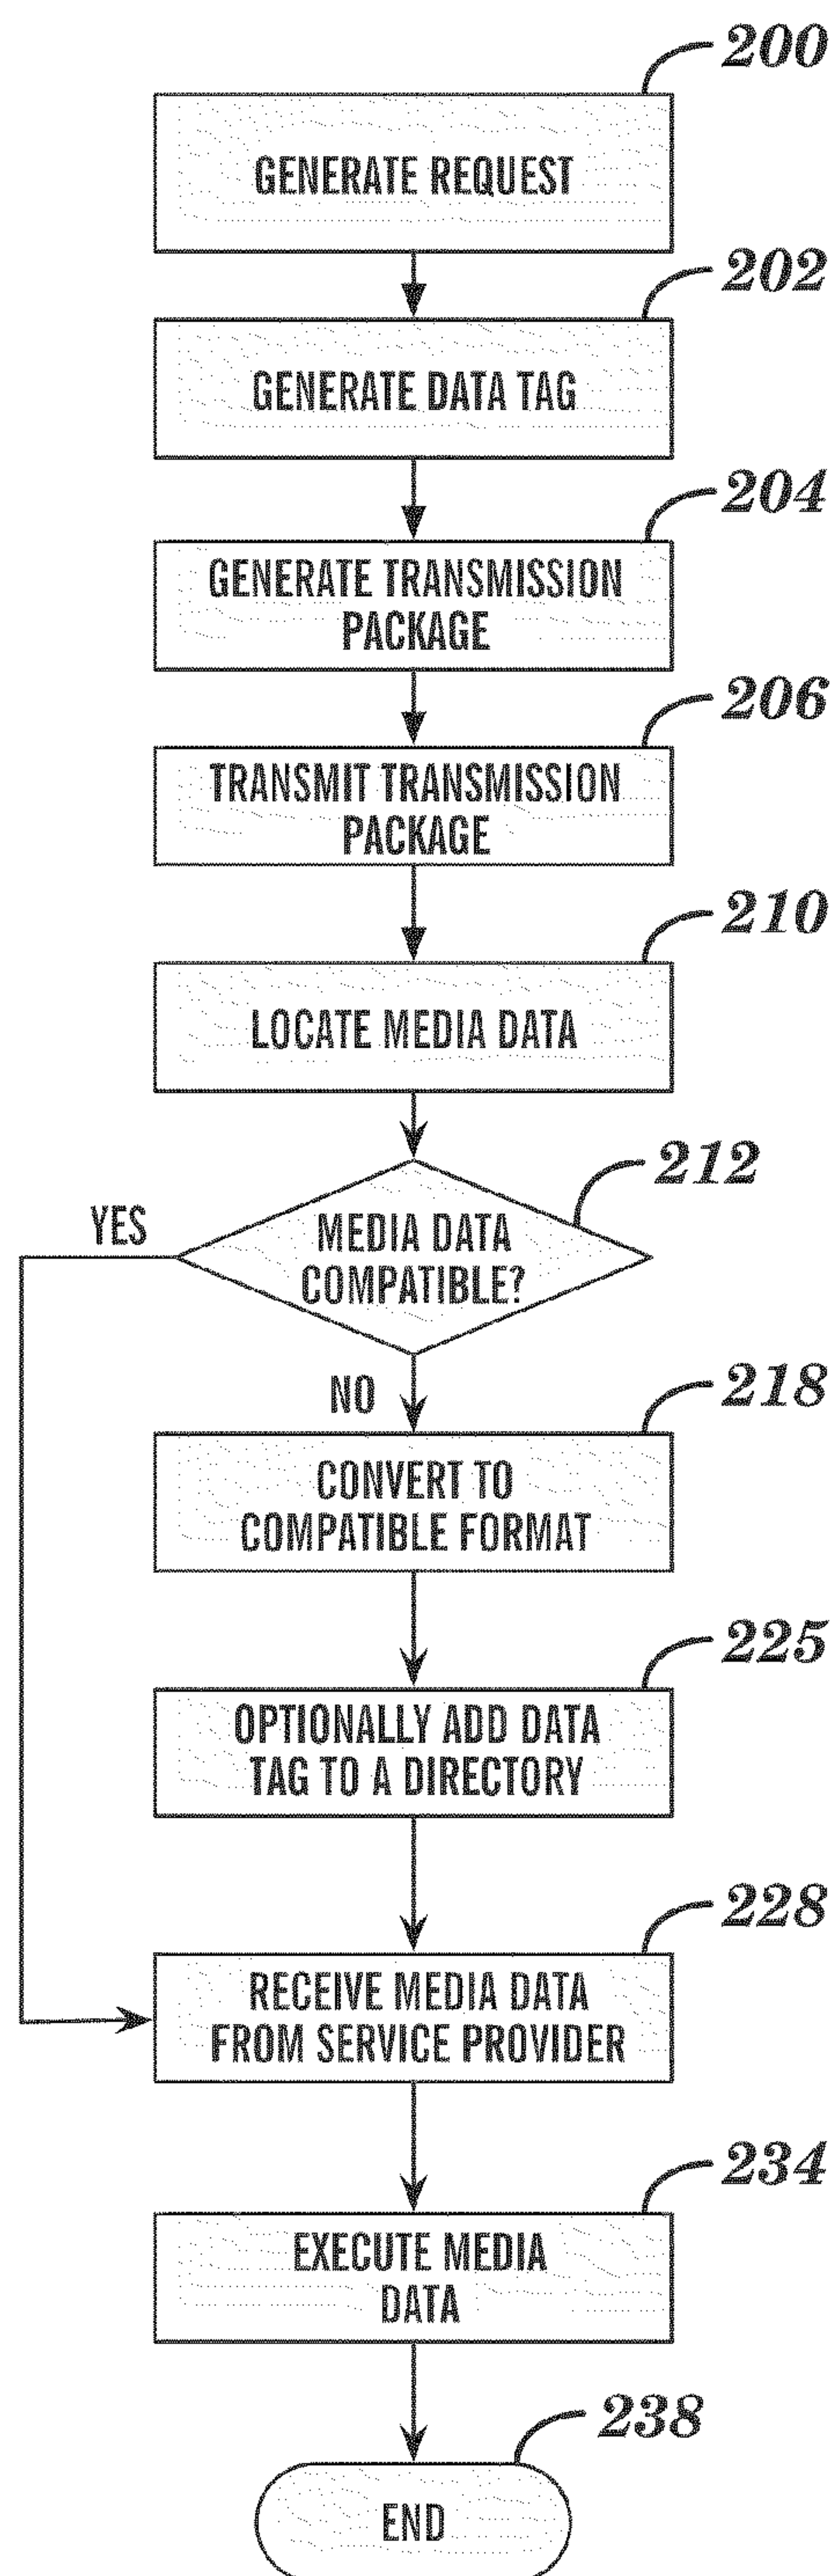 200
GENERATE REQUEST
202
GENERATE DATA TAG
204
GENERATE TRANSMISSION
PACKAGE
206
TRANSMIT TRANSMISSION
PACKAGE
210
LOCATE MEDIA DATA
212
YES
MEDIA DATA
COMPATIBLE?
NO
218
CONVERT TO
COMPATIBLE FORMAT
225
OPTIONALLY ADD DATA
TAG TO A DIRECTORY
228
RECEIVE MEDIA DATA
FROM SERVICE PROVIDER
234
EXECUTE MEDIA
DATA
238
END